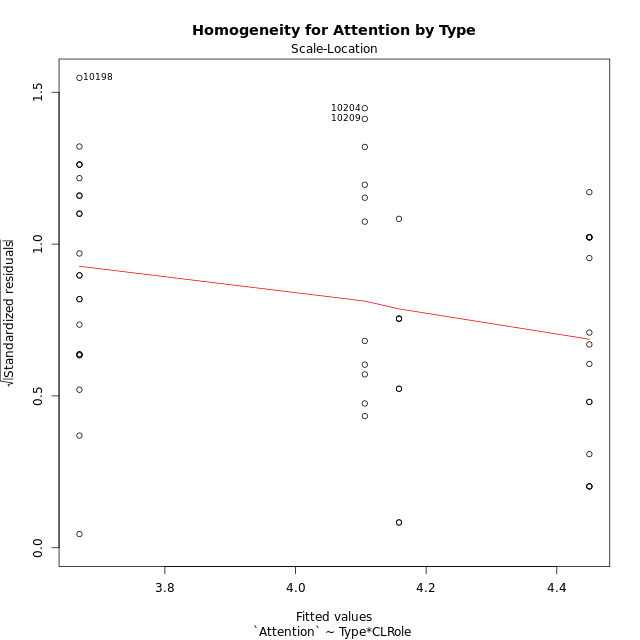 Homogeneity for Attention by Type
Scale-Location
10198
10204
10209
1.5
1.0
0.5
0.0
√|Standardized residuals|
3.8 4.0 4.2 4.4
Fitted values
`Attention` ~ Type*CLRole